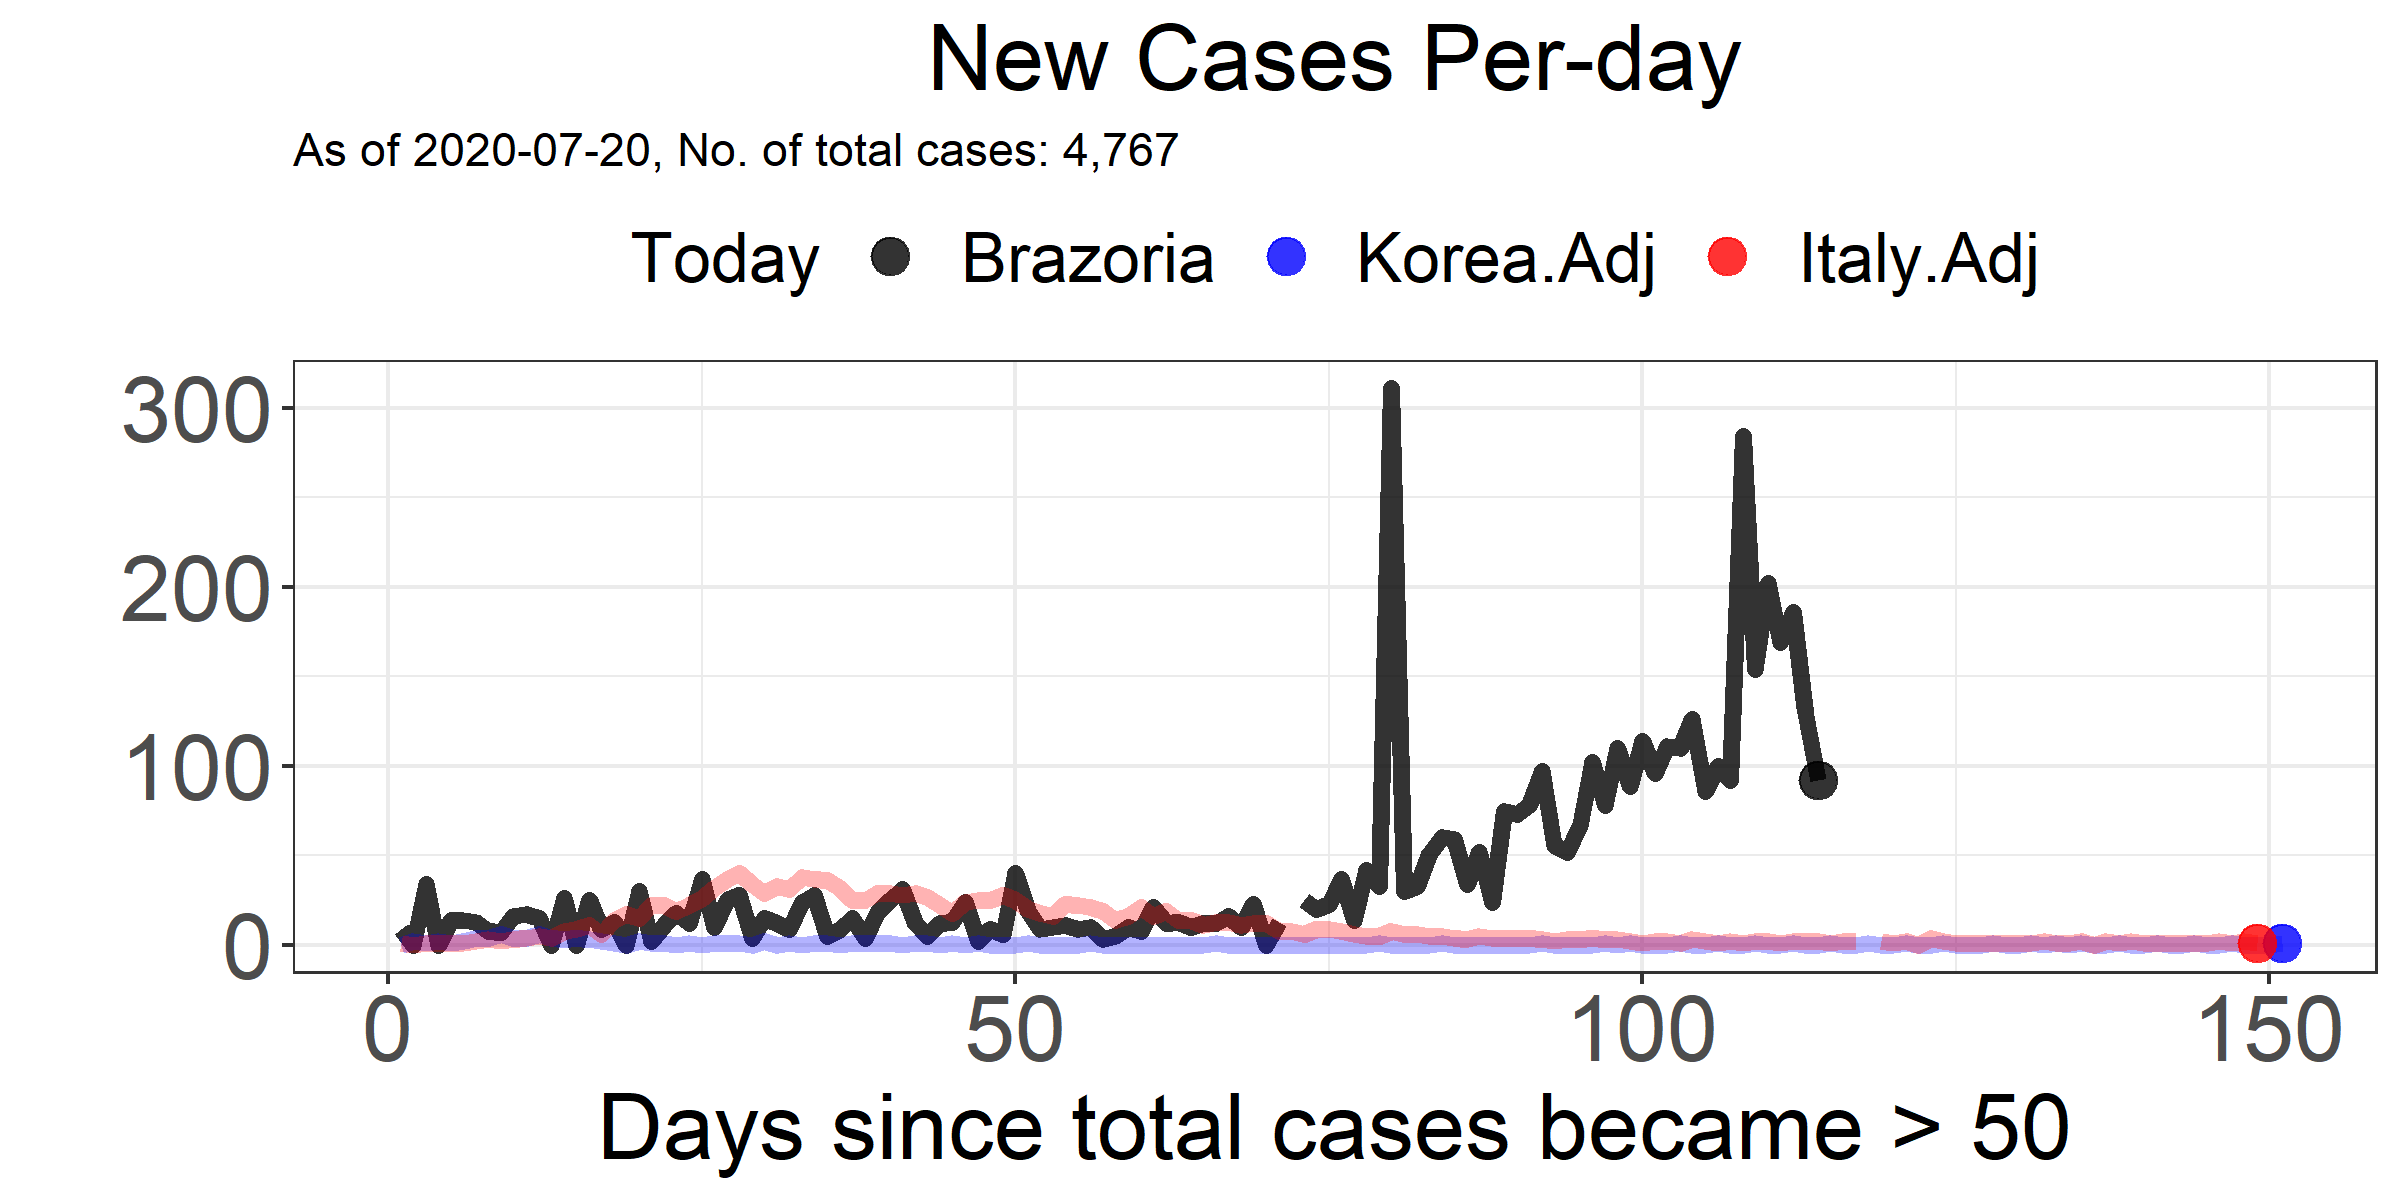 New Cases Per-day
As of 2020-07-20, No. of total cases: 4,767
Today Brazoria Korea.Adj Italy.Adj
300
200
100
0
0 50 100 150
Days since total cases became > 50